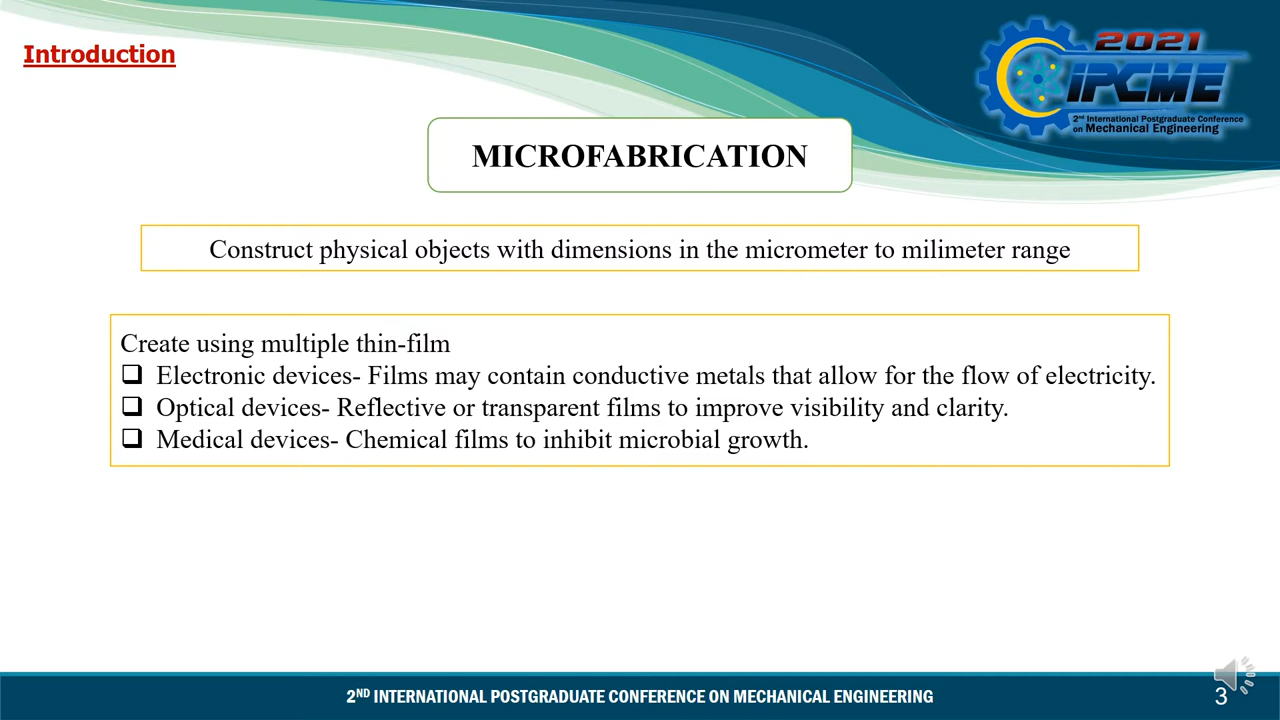 Introduction
2021
IPCME
2nd International Postgraduate Conference
on Mechanical Engineering
MICROFABRICATION
Construct physical objects with dimensions in the micrometer to milimeter range
Create using multiple thin-film
❑ Electronic devices- Films may contain conductive metals that allow for the flow of electricity.
❑ Optical devices- Reflective or transparent films to improve visibility and clarity.
❑ Medical devices- Chemical films to inhibit microbial growth.
2ND INTERNATIONAL POSTGRADUATE CONFERENCE ON MECHANICAL ENGINEERING
3